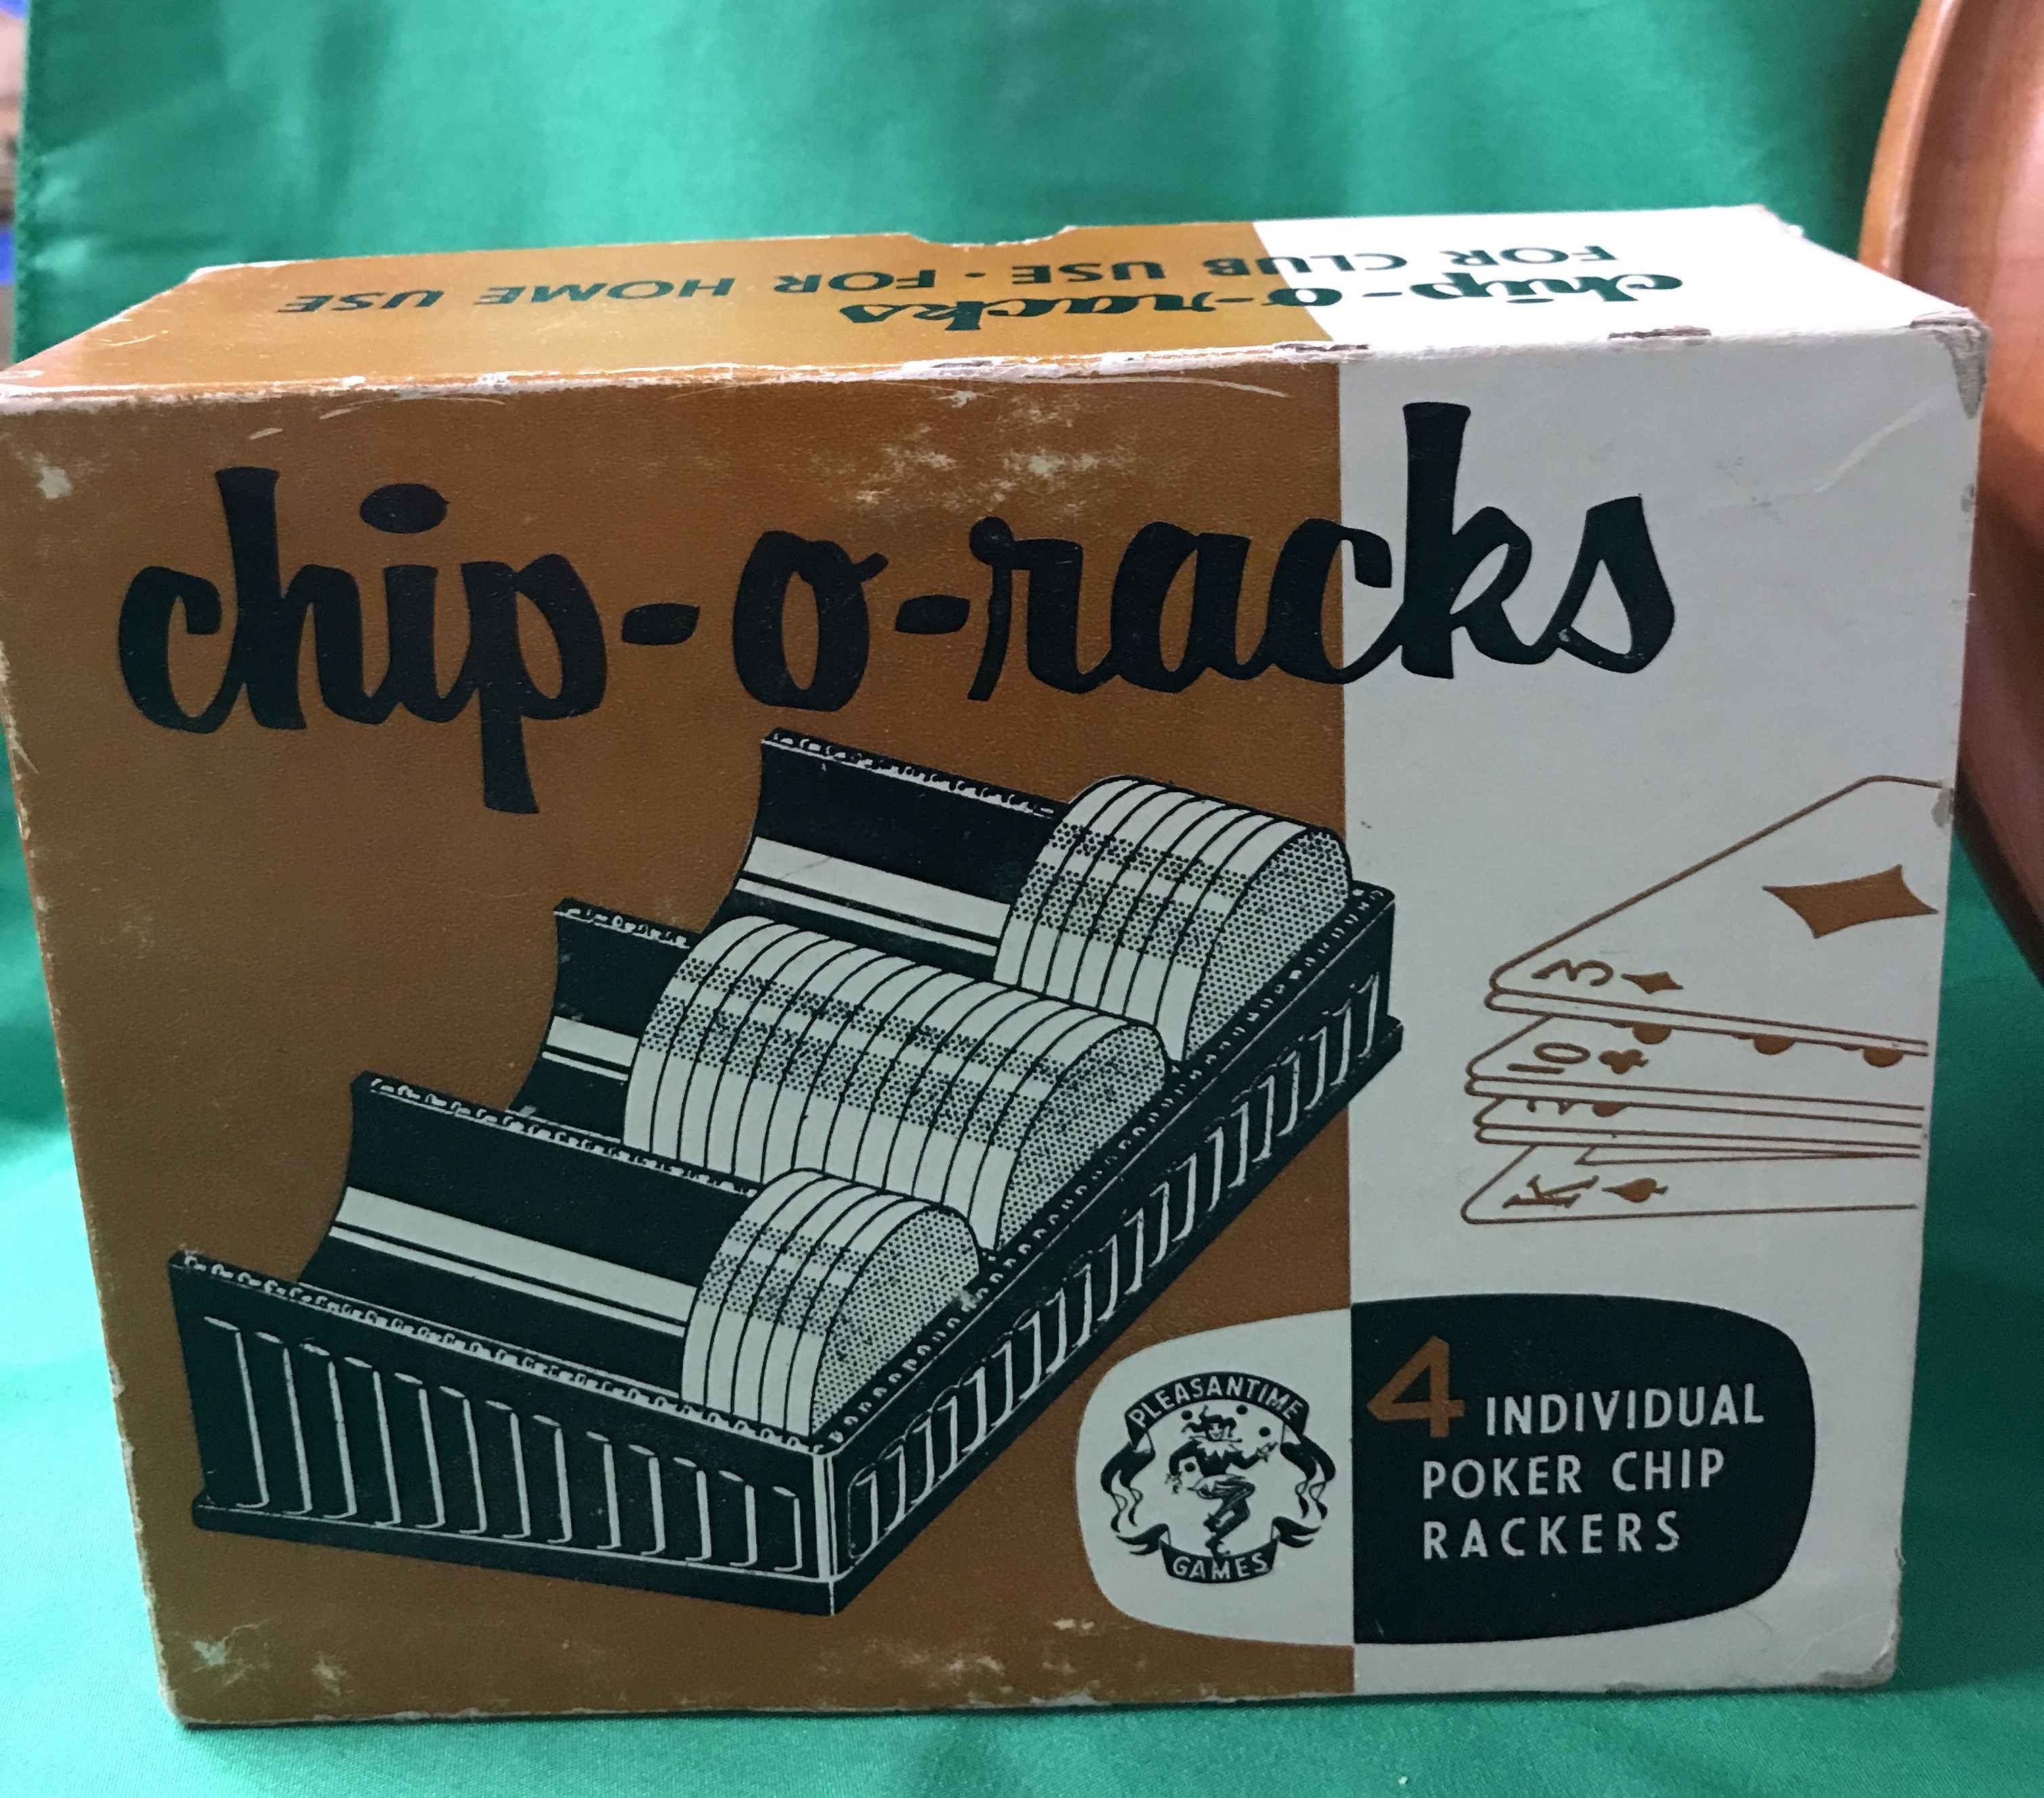 chip-o-racks
FOR CLUB USE · FOR HOME USE
chip-o-racks
3
10
3
K
PLEASANTIME
GAMES
4 INDIVIDUAL
POKER CHIP
RACKERS